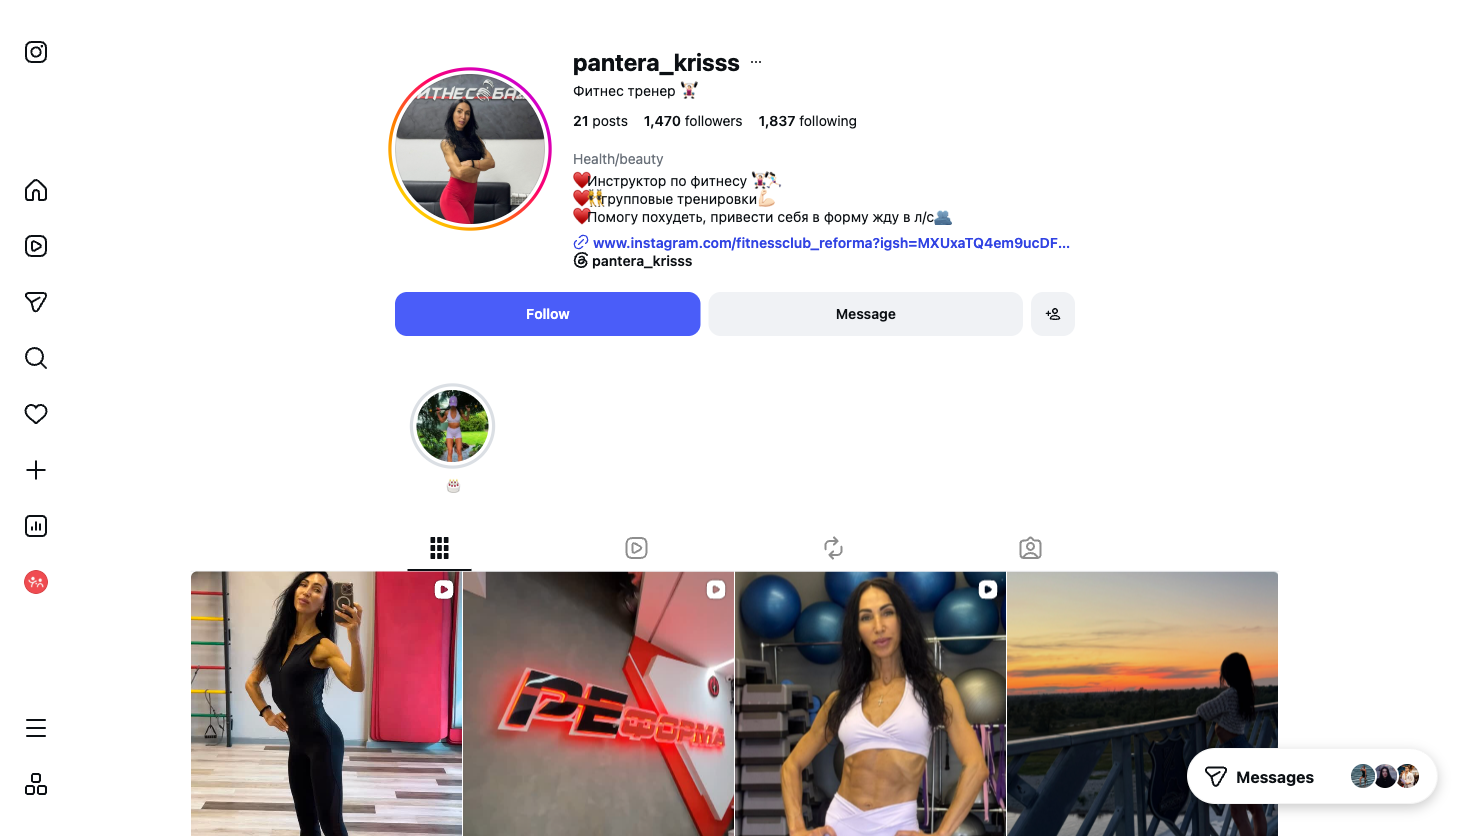 pantera_krisss
Фитнес тренер
21 posts 1,470 followers 1,837 following
Health/beauty
Инструктор по фитнесу
групповые тренировки
Помогу похудеть, привести себя в форму жду в л/с
www.instagram.com/fitnessclub_reforma?igsh=MXUxaTQ4em9ucDF...
pantera_krisss
Follow Message
РЕФОРМА
Messages